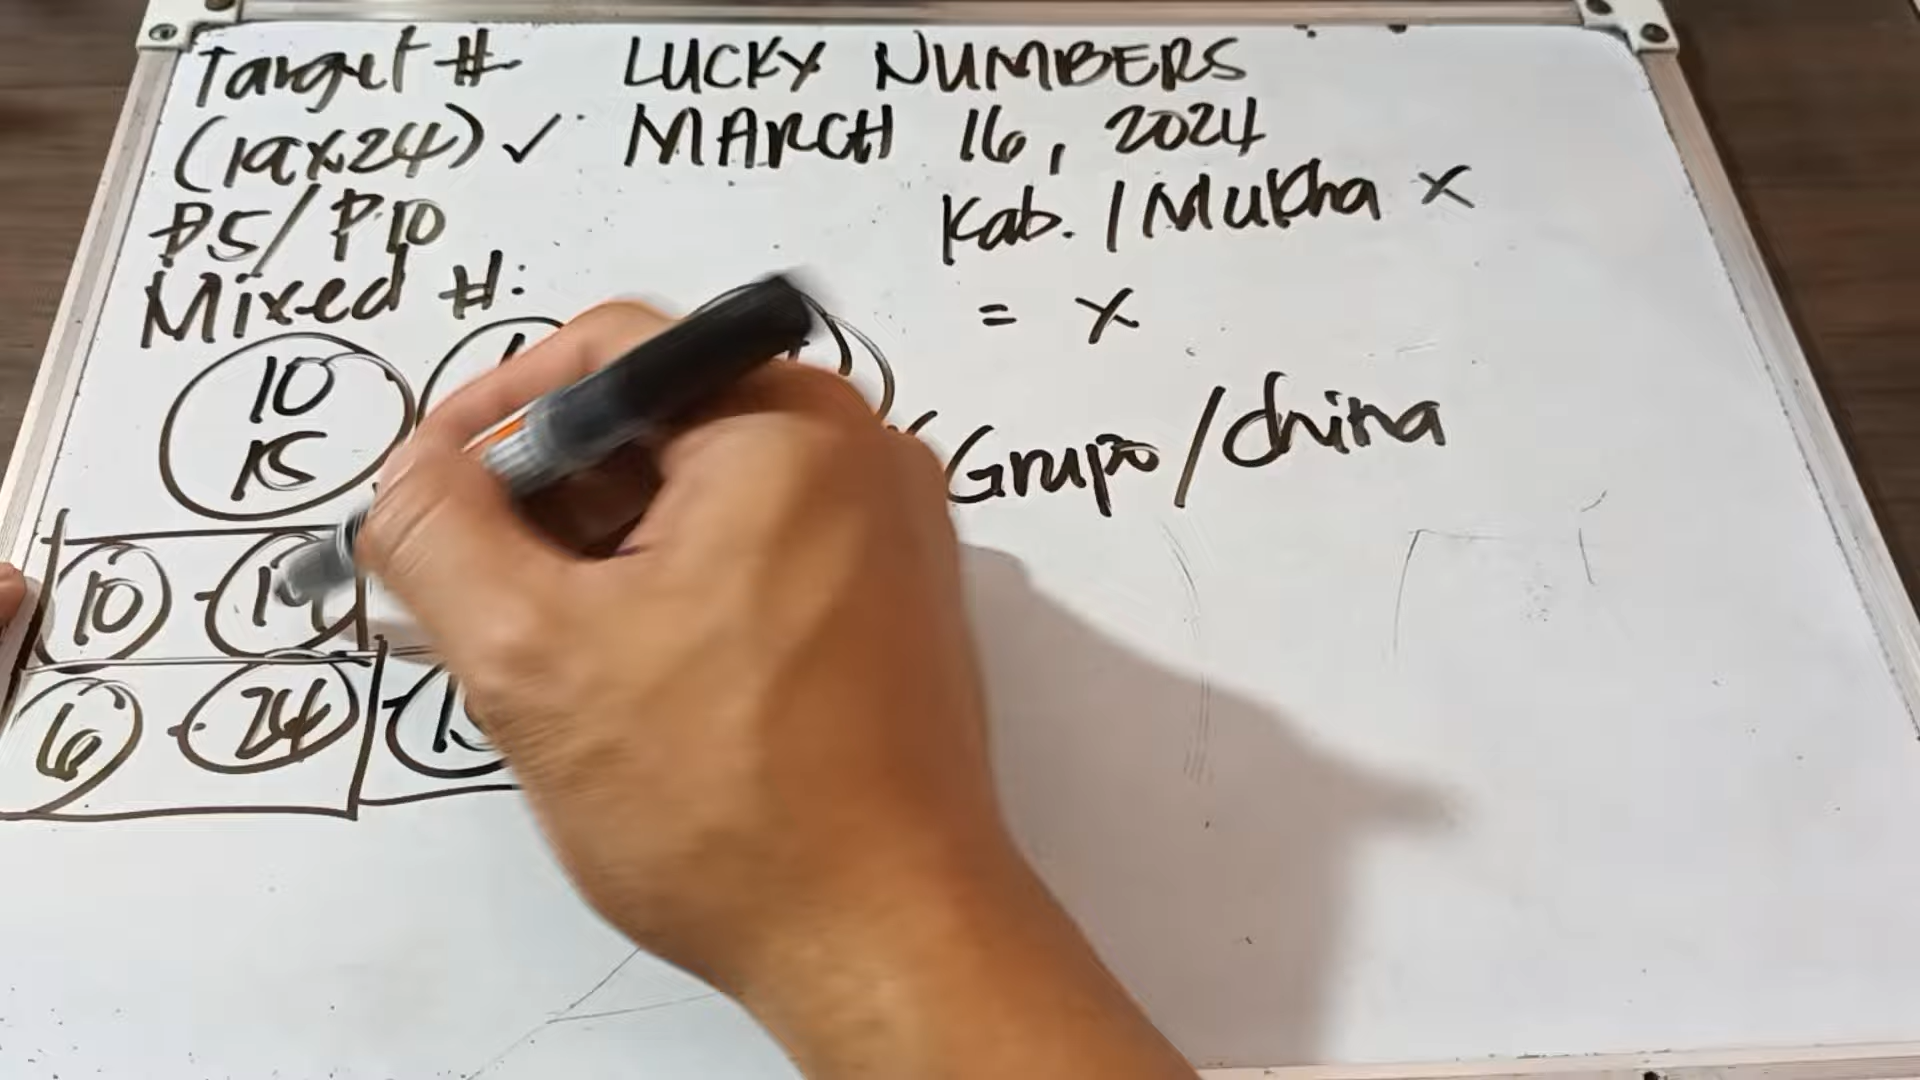 Target # LUCKY NUMBERS
(19x24) ✓ MARCH 16, 2024
₱5/₱10 Kab. / Mukha x
Mixed #: = x
10
15
Grupo / China
10 -
6 - 24 -